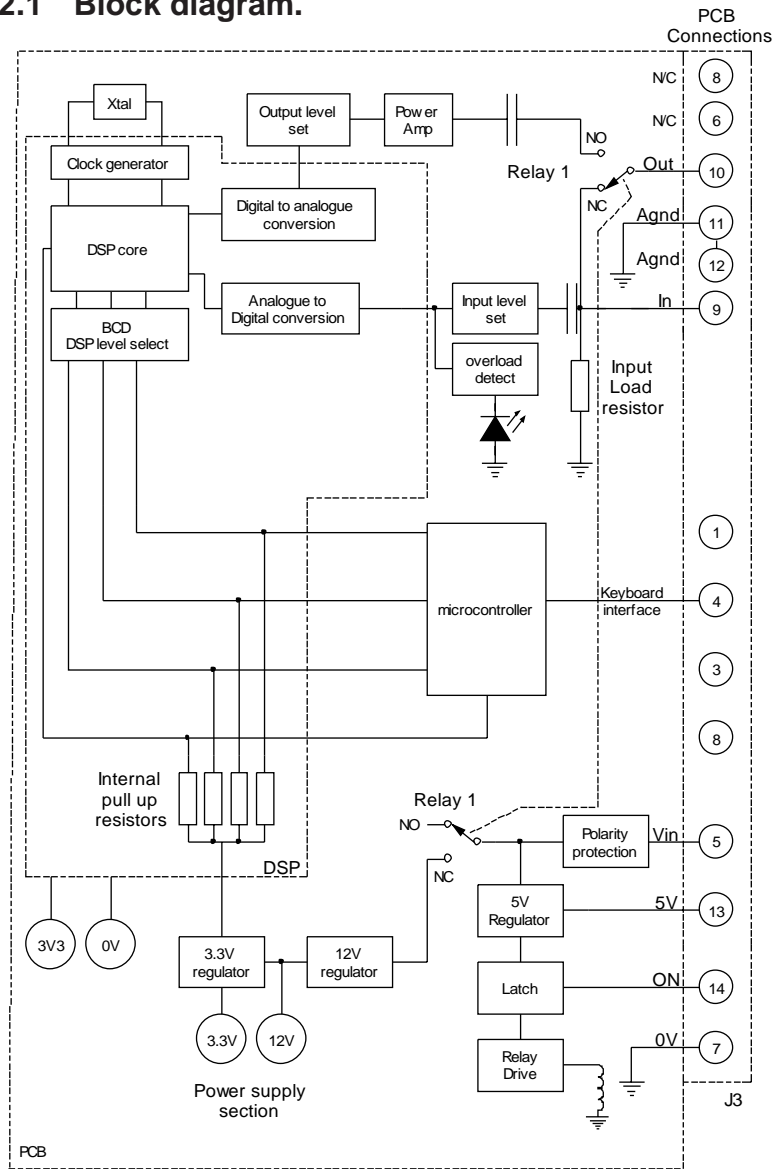 2.1 Block diagram.
PCB
Connections
N/C
8
Xtal
Output level
set
Power
Amp
N/C
6
NO
Clock generator
Relay 1
Out
10
NC
Digital to analogue
conversion
Agnd
11
DSP core
Agnd
12
Analogue to
Digital conversion
Input level
set
In
9
BCD
DSP level select
overload
detect
Input
Load
resistor
1
microcontroller
Keyboard
interface
4
3
8
Internal
pull up
resistors
Relay 1
NO
Polarity
protection
Vin
5
DSP
NC
5V
Regulator
5V
13
3V3
0V
3.3V
regulator
12V
regulator
Latch
ON
14
3.3V
12V
Relay
Drive
0V
7
Power supply
section
J3
PCB